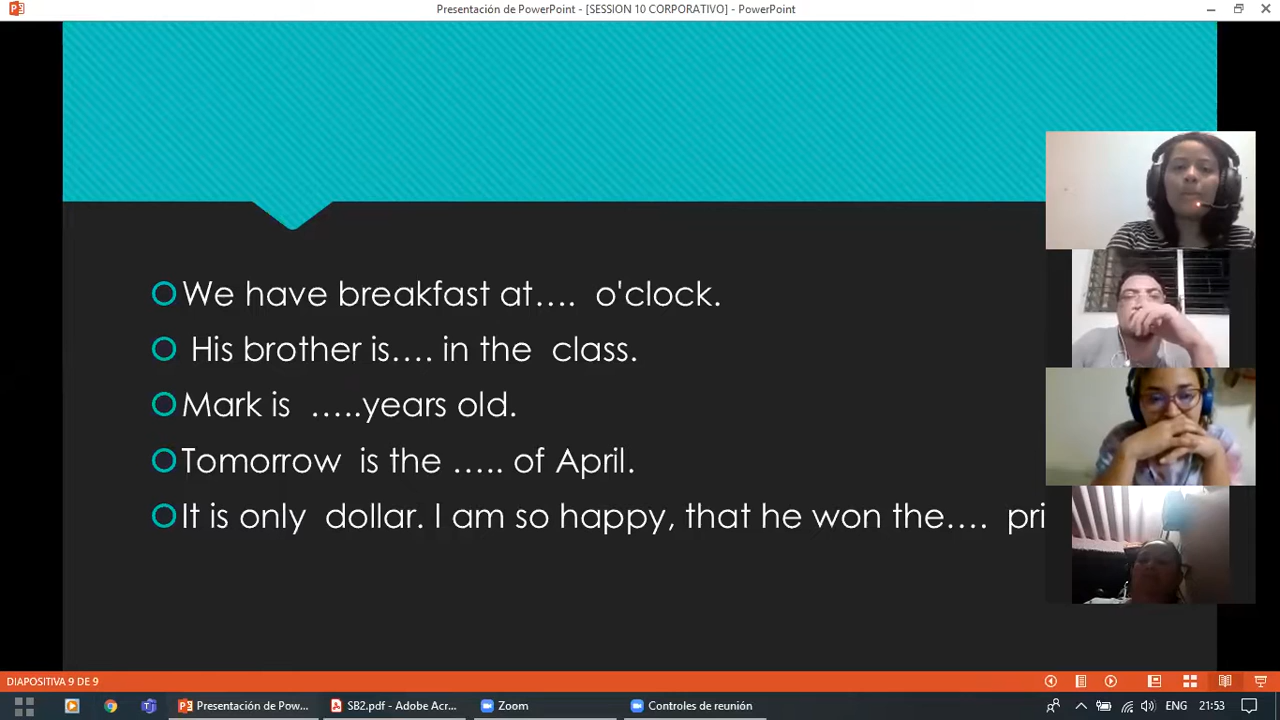 Presentación de PowerPoint - [SESSION 10 CORPORATIVO] - PowerPoint
We have breakfast at.... o'clock.
His brother is.... in the class.
Mark is .....years old.
Tomorrow is the ..... of April.
It is only dollar. I am so happy, that he won the.... pri
DIAPOSITIVA 9 DE 9
Presentación de Pow... SB2.pdf - Adobe Acr... Zoom Controles de reunión ENG 21:53